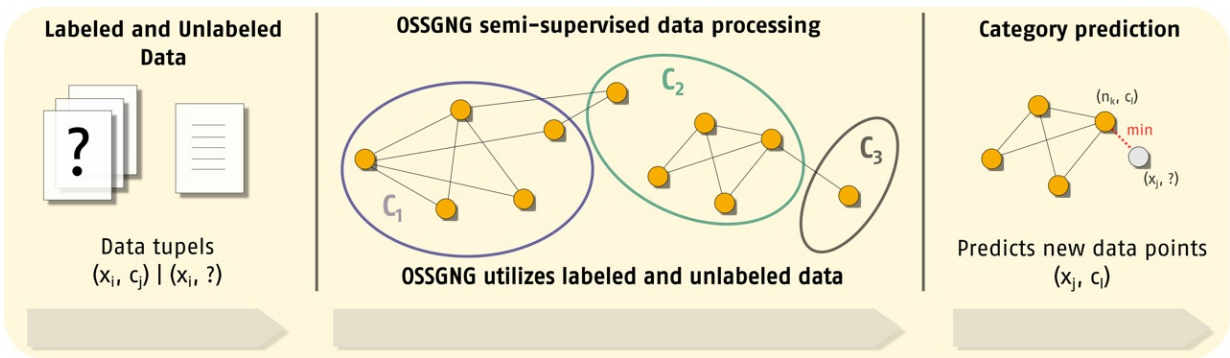 Labeled and Unlabeled
Data
?
Data tupels
(xᵢ, cⱼ) | (xᵢ, ?)
OSSGNG semi-supervised data processing
C₁
C₂
C₃
OSSGNG utilizes labeled and unlabeled data
Category prediction
(nₖ, cₗ)
min
(xⱼ, ?)
Predicts new data points
(xⱼ, cₗ)